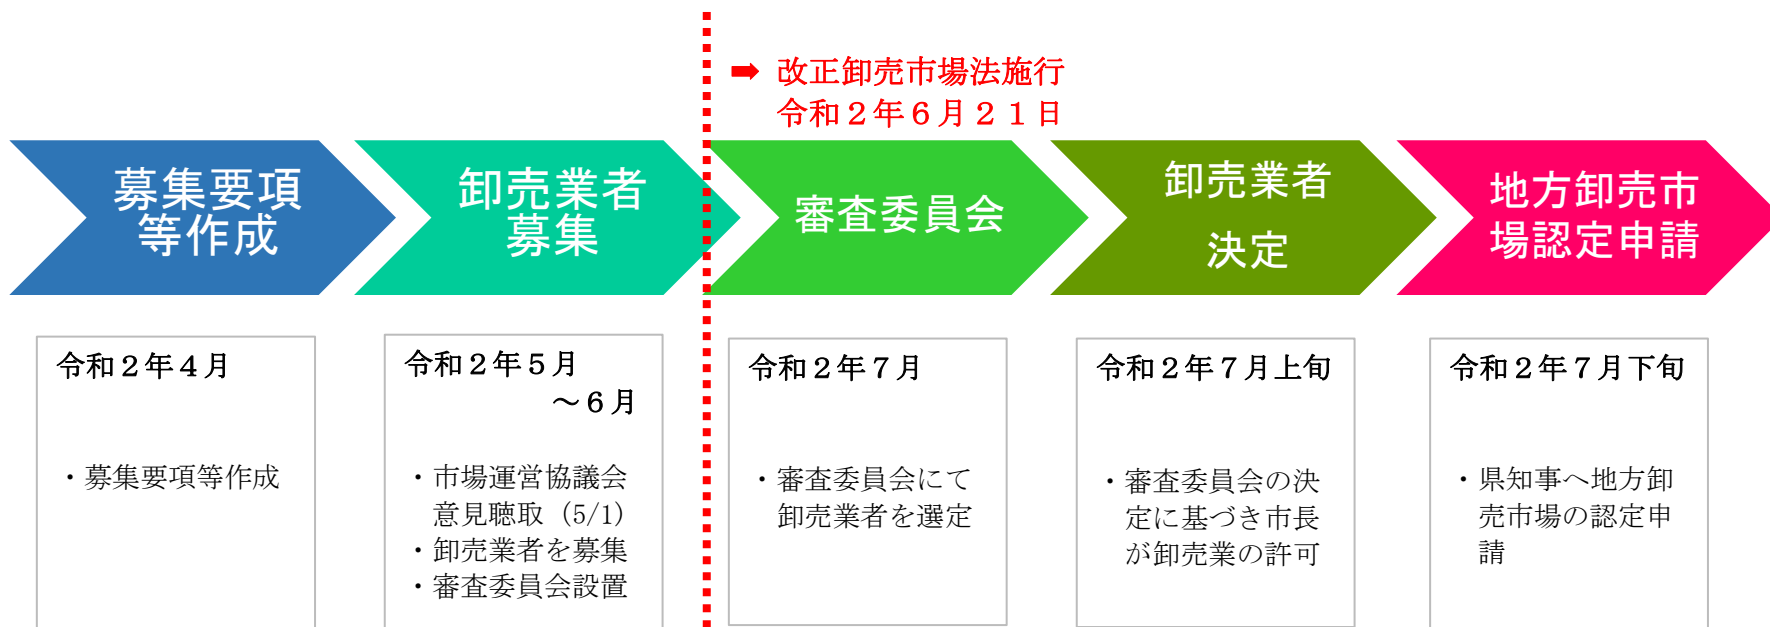 ➡ 改正卸売市場法施行
令和２年６月２１日
募集要項
等作成
卸売業者
募集
審査委員会
卸売業者
決定
地方卸売市
場認定申請
令和２年４月
・募集要項等作成
令和２年５月
～６月
・市場運営協議会
意見聴取（5/1）
・卸売業者を募集
・審査委員会設置
令和２年７月
・審査委員会にて
卸売業者を選定
令和２年７月上旬
・審査委員会の決
定に基づき市長
が卸売業の許可
令和２年７月下旬
・県知事へ地方卸
売市場の認定申
請